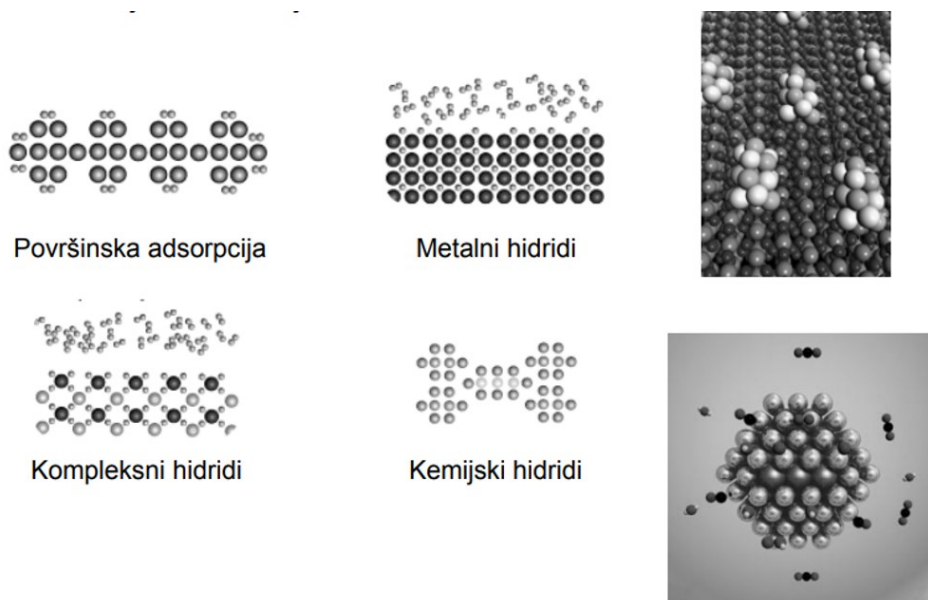 Površinska adsorpcija
Metalni hidridi
Kompleksni hidridi
Kemijski hidridi